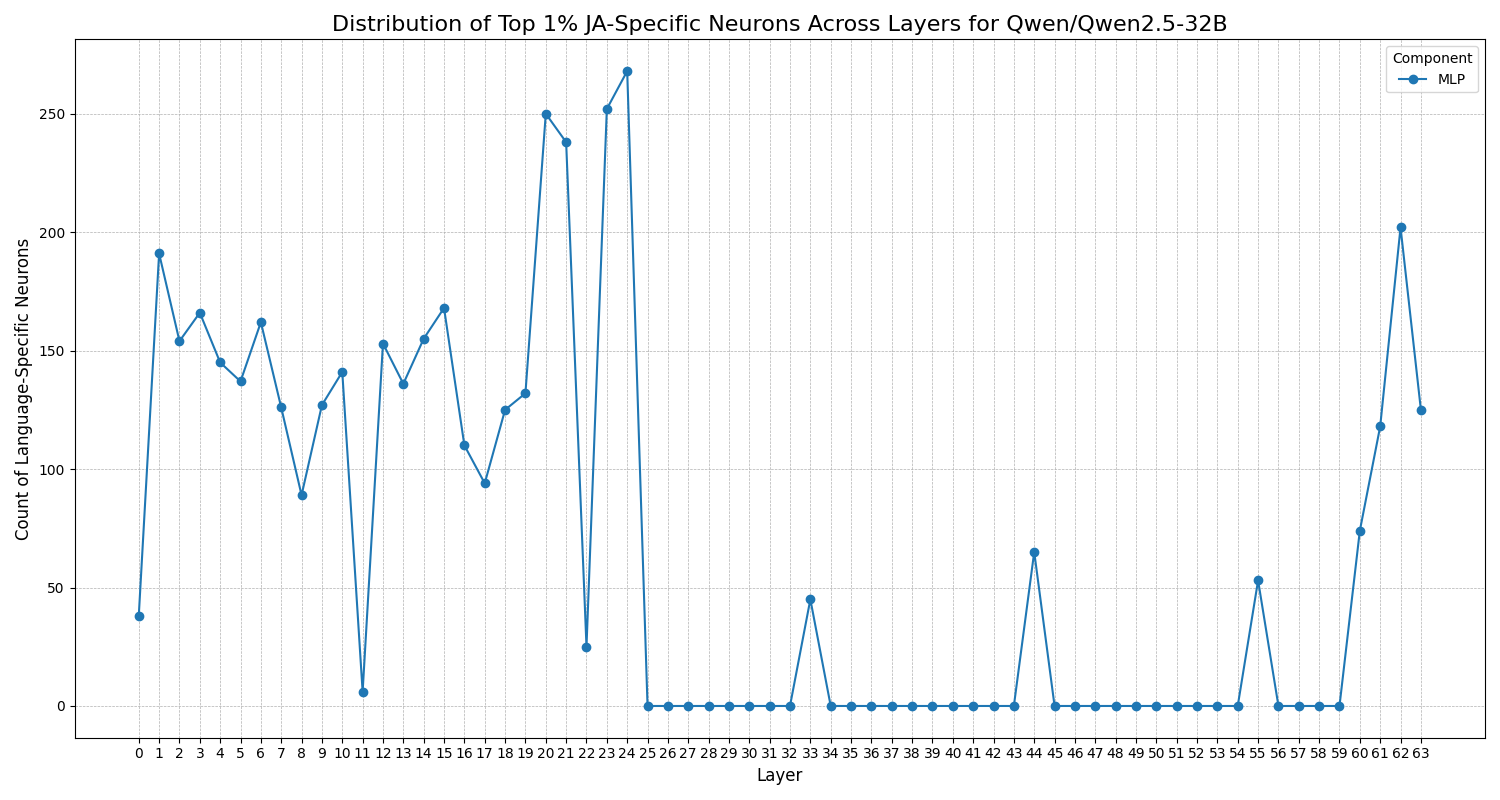 Distribution of Top 1% JA-Specific Neurons Across Layers for Qwen/Qwen2.5-32B
Component
MLP
Count of Language-Specific Neurons
250
200
150
100
50
0
0 1 2 3 4 5 6 7 8 9 10 11 12 13 14 15 16 17 18 19 20 21 22 23 24 25 26 27 28 29 30 31 32 33 34 35 36 37 38 39 40 41 42 43 44 45 46 47 48 49 50 51 52 53 54 55 56 57 58 59 60 61 62 63
Layer